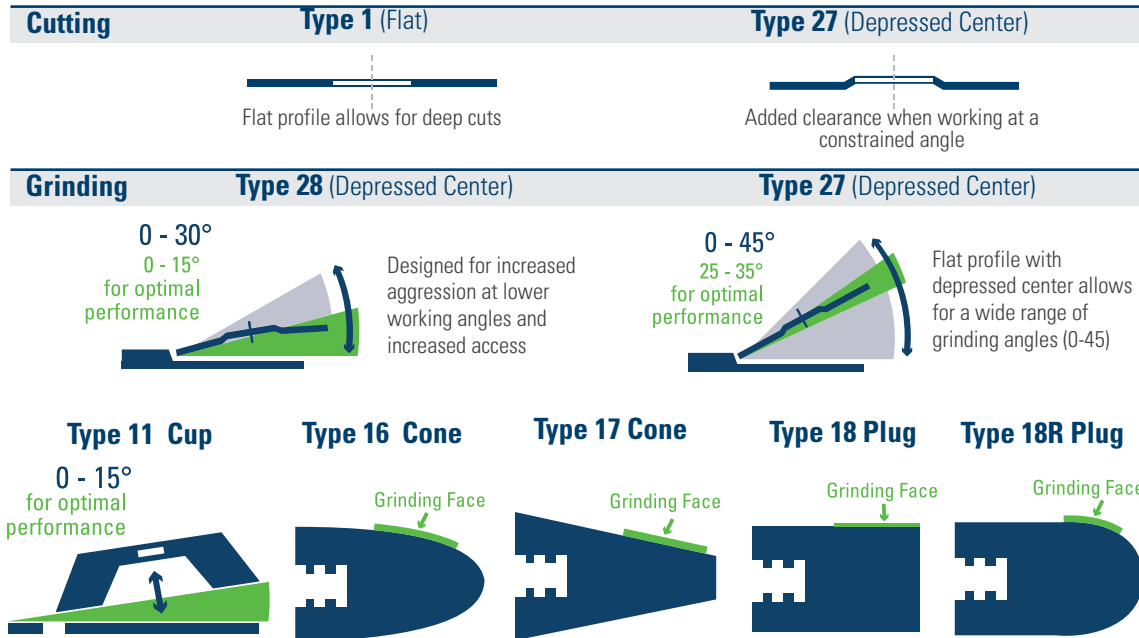 Cutting
Type 1 (Flat)
Type 27 (Depressed Center)
Flat profile allows for deep cuts
Added clearance when working at a
constrained angle
Grinding
Type 28 (Depressed Center)
Type 27 (Depressed Center)
0 - 30°
0 - 15°
for optimal
performance
Designed for increased
aggression at lower
working angles and
increased access
0 - 45°
25 - 35°
for optimal
performance
Flat profile with
depressed center allows
for a wide range of
grinding angles (0-45)
Type 11 Cup
0 - 15°
for optimal
performance
Type 16 Cone
Grinding Face
Type 17 Cone
Grinding Face
Type 18 Plug
Grinding Face
Type 18R Plug
Grinding Face